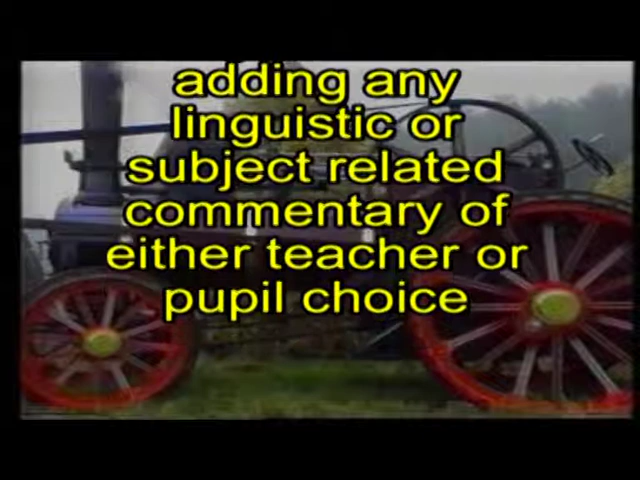 adding any
linguistic or
subject related
commentary of
either teacher or
pupil choice